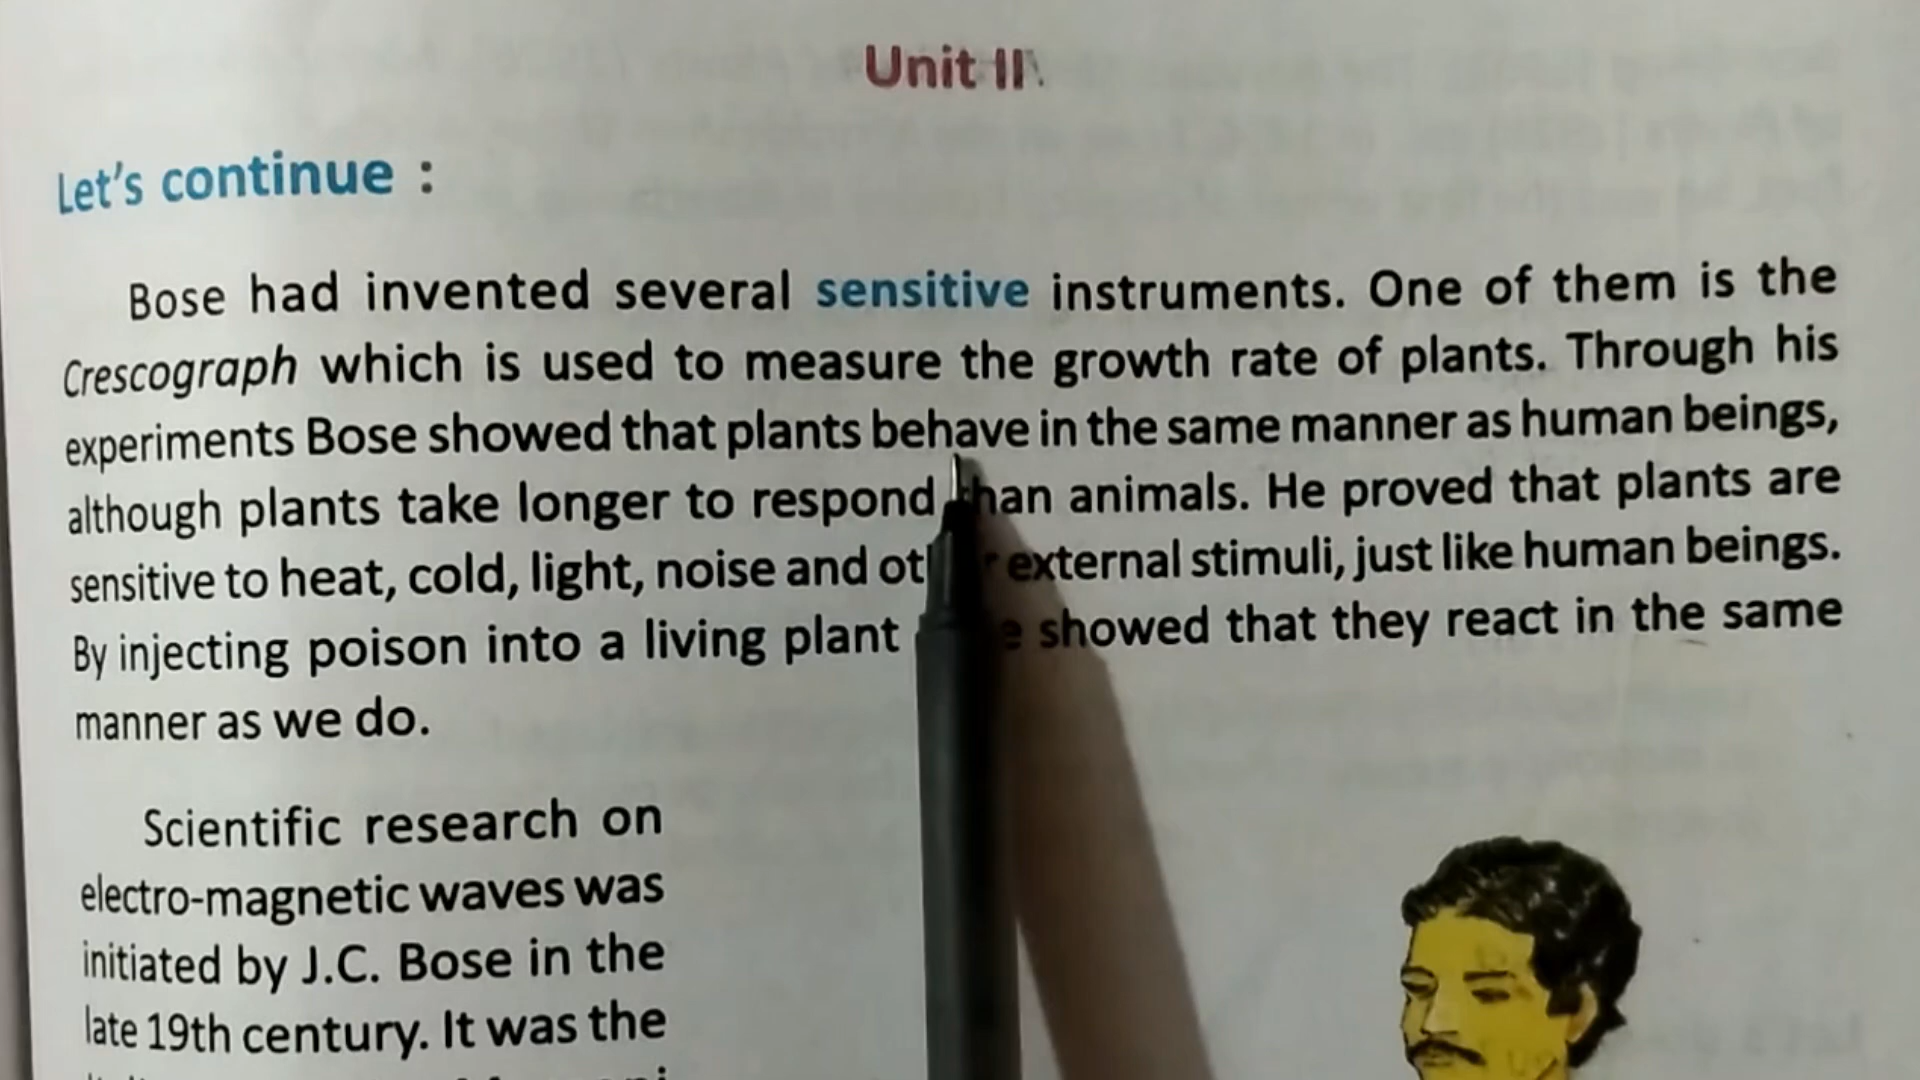 Unit II
Let's continue :
Bose had invented several sensitive instruments. One of them is the
Crescograph which is used to measure the growth rate of plants. Through his
experiments Bose showed that plants behave in the same manner as human beings,
although plants take longer to respond than animals. He proved that plants are
sensitive to heat, cold, light, noise and other external stimuli, just like human beings.
By injecting poison into a living plant showed that they react in the same
manner as we do.
Scientific research on
electro-magnetic waves was
initiated by J.C. Bose in the
late 19th century. It was the